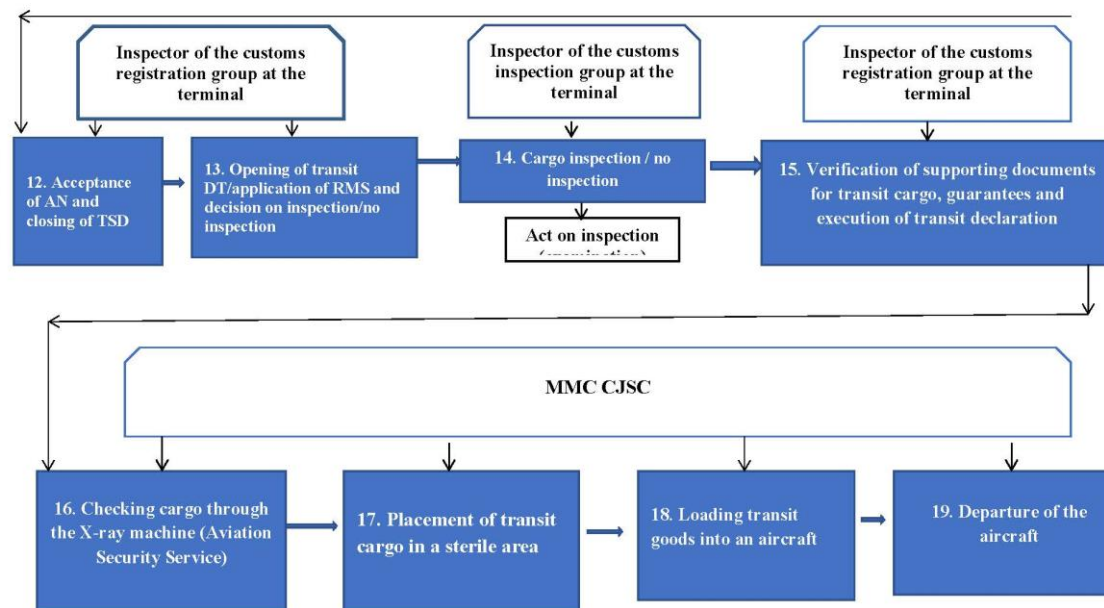 Inspector of the customs
registration group at the
terminal
Inspector of the customs
inspection group at the
terminal
Inspector of the customs
registration group at the
terminal
12. Acceptance
of AN and
closing of TSD
13. Opening of transit
DT/application of RMS and
decision on inspection/no
inspection
14. Cargo inspection / no
inspection
Act on inspection
15. Verification of supporting documents
for transit cargo, guarantees and
execution of transit declaration
MMC CJSC
16. Checking cargo through
the X-ray machine (Aviation
Security Service)
17. Placement of transit
cargo in a sterile area
18. Loading transit
goods into an aircraft
19. Departure of the
aircraft